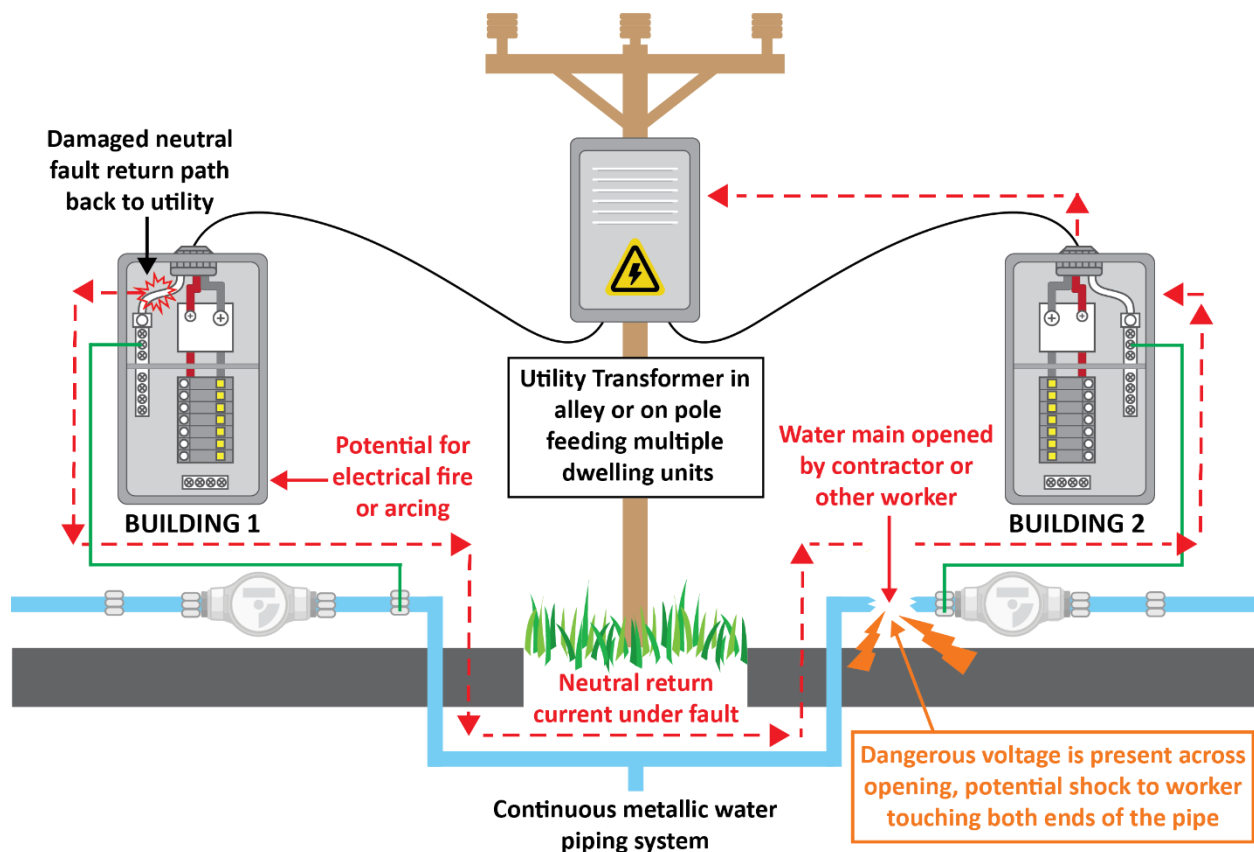 Damaged neutral
fault return path
back to utility
Utility Transformer in
alley or on pole
feeding multiple
dwelling units
Water main opened
by contractor or
other worker
Potential for
electrical fire
or arcing
BUILDING 1
BUILDING 2
Neutral return
current under fault
Dangerous voltage is present across
opening, potential shock to worker
touching both ends of the pipe
Continuous metallic water
piping system